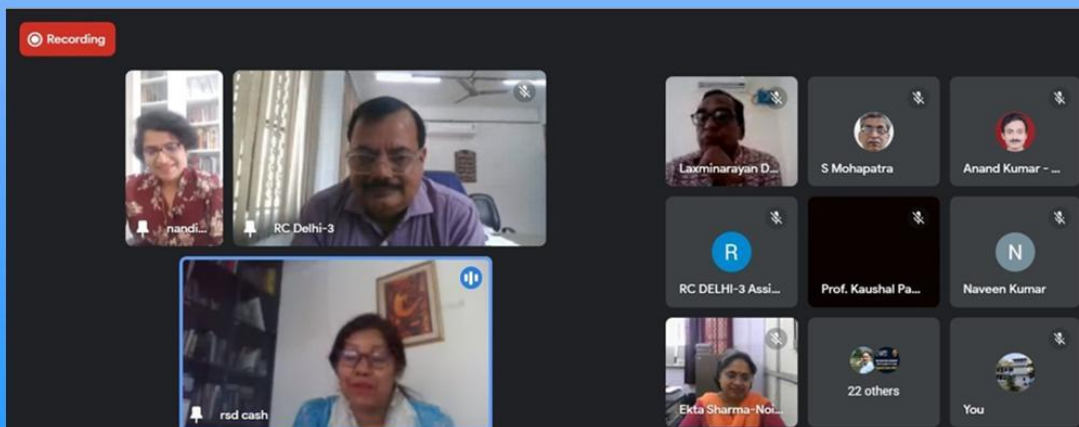 Recording
nandi...
RC Delhi-3
rsd cash
Laxminarayan D...
S Mohapatra
Anand Kumar - ...
R
RC DELHI-3 Assi...
Prof. Kaushal Pa...
N
Naveen Kumar
Ekta Sharma-Noi...
22 others
You